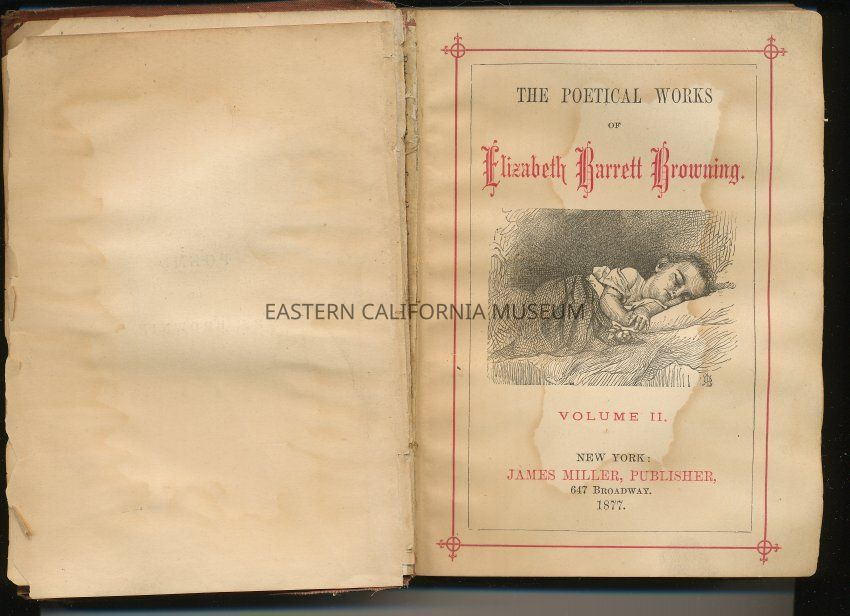 THE POETICAL WORKS
OF
Elizabeth Barrett Browning.
EASTERN CALIFORNIA MUSEUM
VOLUME II.
NEW YORK:
JAMES MILLER, PUBLISHER,
647 BROADWAY.
1877.